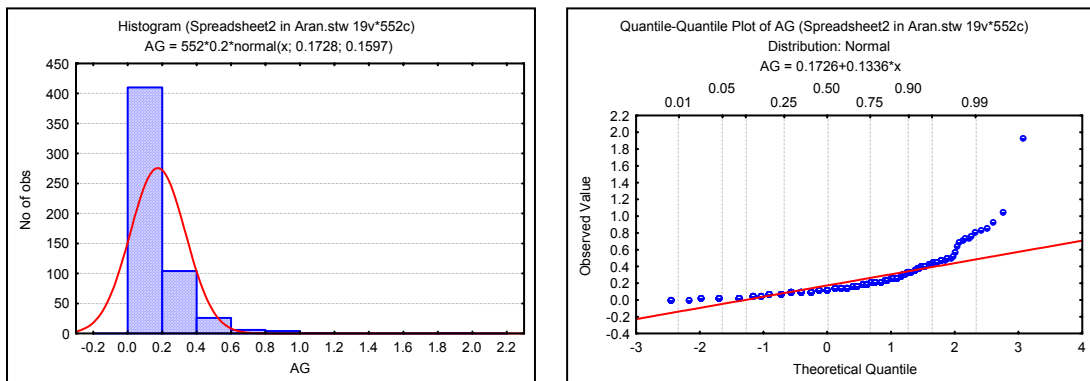 Histogram (Spreadsheet2 in Aran.stw 19v*552c)
AG = 552*0.2*normal(x; 0.1728; 0.1597)
450
400
350
300
250
200
150
100
50
0
No of obs
-0.2 0.0 0.2 0.4 0.6 0.8 1.0 1.2 1.4 1.6 1.8 2.0 2.2
AG
Quantile-Quantile Plot of AG (Spreadsheet2 in Aran.stw 19v*552c)
Distribution: Normal
AG = 0.1726+0.1336*x
0.01 0.05 0.25 0.50 0.75 0.90 0.99
2.2
2.0
1.8
1.6
1.4
1.2
1.0
0.8
0.6
0.4
0.2
0.0
-0.2
-0.4
Observed Value
-3 -2 -1 0 1 2 3 4
Theoretical Quantile